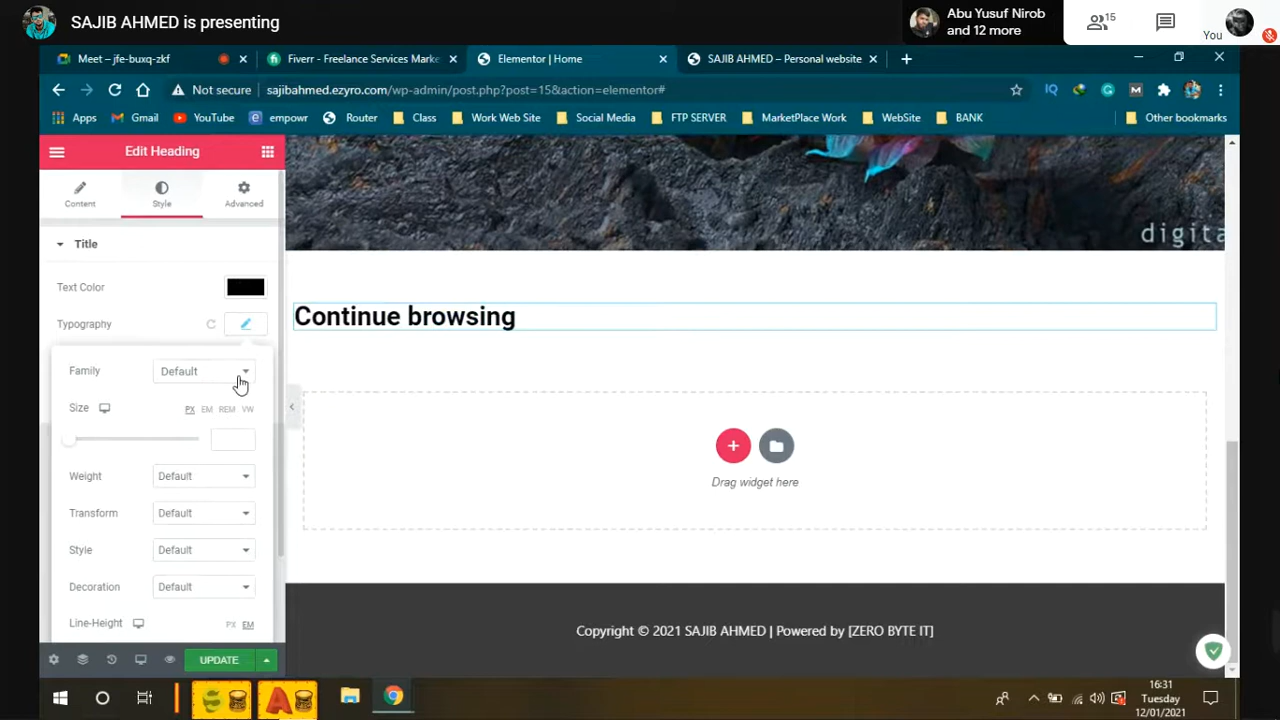 SAJIB AHMED is presenting
Abu Yusuf Nirob
and 12 more
15
You
Meet – jfe-buxq-zkf
Fiverr - Freelance Services Marke
Elementor | Home
SAJIB AHMED – Personal website
Not secure
sajibahmed.ezyro.com/wp-admin/post.php?post=15&action=elementor#
IQ
M
Apps
Gmail
YouTube
empowr
Router
Class
Work Web Site
Social Media
FTP SERVER
MarketPlace Work
WebSite
BANK
Other bookmarks
Edit Heading
Content
Style
Advanced
Title
Text Color
Typography
Family
Default
Size
PX EM REM VW
Weight
Default
Transform
Default
Style
Default
Decoration
Default
Line-Height
PX EM
UPDATE
digita
Continue browsing
Drag widget here
Copyright © 2021 SAJIB AHMED | Powered by [ZERO BYTE IT]
16:31
Tuesday
12/01/2021